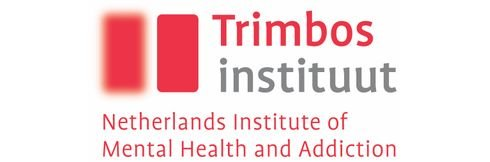 Trimbos
instituut
Netherlands Institute of
Mental Health and Addiction